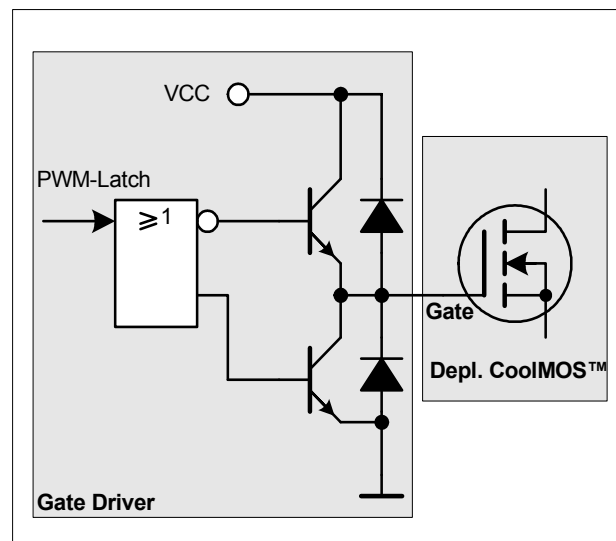 VCC
PWM-Latch
≥1
Gate
Depl. CoolMOS™
Gate Driver